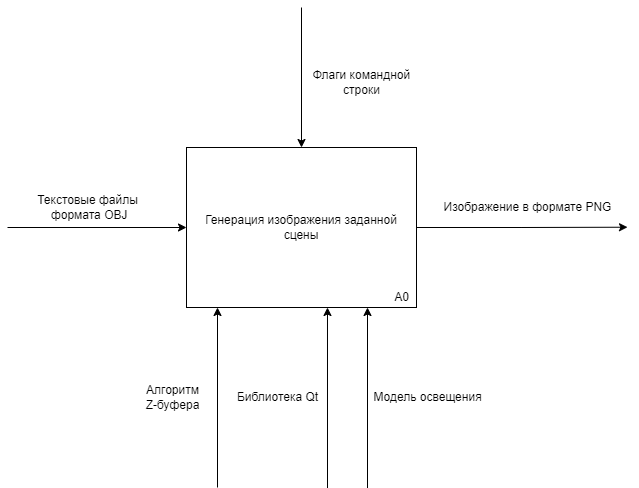 Флаги командной
строки
Текстовые файлы
формата OBJ
Генерация изображения заданной
сцены
Изображение в формате PNG
A0
Алгоритм
Z-буфера
Библиотека Qt
Модель освещения